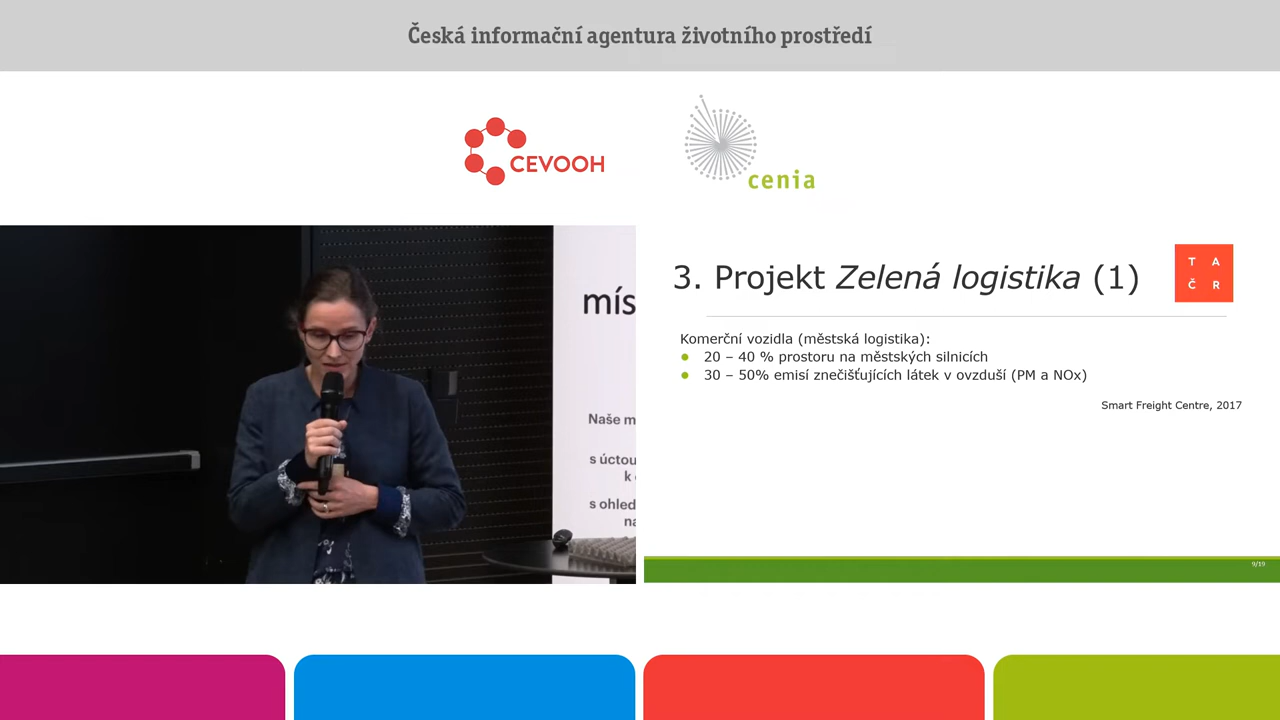 Česká informační agentura životního prostředí
CEVOOH
cenia
mís
Naše m
s úctou
k
s ohled
na
3. Projekt Zelená logistika (1)
T A
Č R
Komerční vozidla (městská logistika):
20 – 40 % prostoru na městských silnicích
30 – 50% emisí znečišťujících látek v ovzduší (PM a NOx)
Smart Freight Centre, 2017
9/19